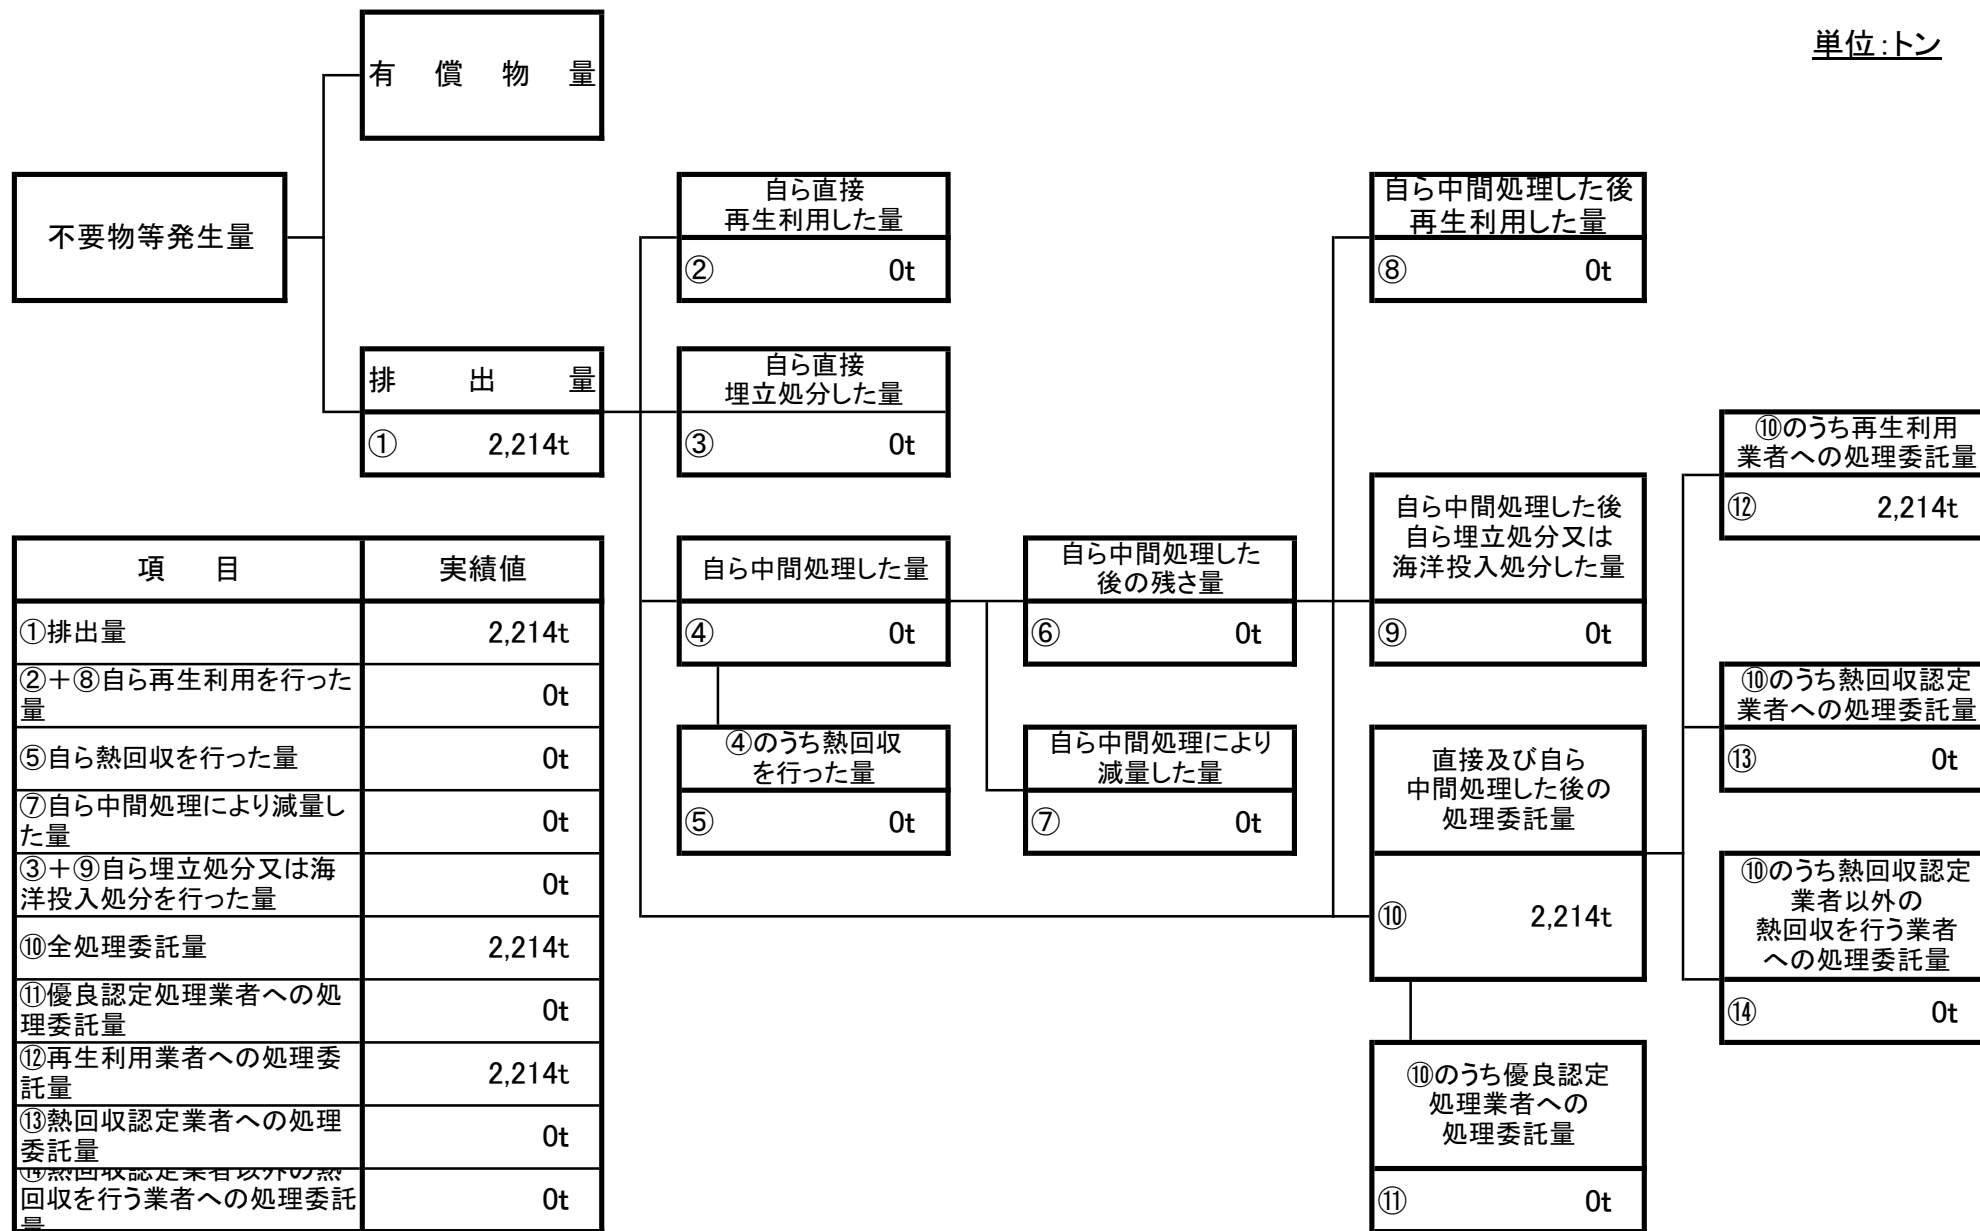 単位：トン
有償物量
不要物等発生量
自ら直接
再生利用した量
② 0t
自ら中間処理した後
再生利用した量
⑧ 0t
排出量
① 2,214t
自ら直接
埋立処分した量
③ 0t
⑩のうち再生利用
業者への処理委託量
⑫ 2,214t
自ら中間処理した量
④ 0t
自ら中間処理した
後の残さ量
⑥ 0t
自ら中間処理した後
自ら埋立処分又は
海洋投入処分した量
⑨ 0t
⑩のうち熱回収認定
業者への処理委託量
⑬ 0t
④のうち熱回収
を行った量
⑤ 0t
自ら中間処理により
減量した量
⑦ 0t
直接及び自ら
中間処理した後の
処理委託量
⑩ 2,214t
⑩のうち熱回収認定
業者以外の
熱回収を行う業者
への処理委託量
⑭ 0t
⑩のうち優良認定
処理業者への
処理委託量
⑪ 0t
項目 実績値
①排出量 2,214t
②＋⑧自ら再生利用を行った
量 0t
⑤自ら熱回収を行った量 0t
⑦自ら中間処理により減量し
た量 0t
③＋⑨自ら埋立処分又は海
洋投入処分を行った量 0t
⑩全処理委託量 2,214t
⑪優良認定処理業者への処
理委託量 0t
⑫再生利用業者への処理委
託量 2,214t
⑬熱回収認定業者への処理
委託量 0t
⑭熱回収認定業者以外の熱
回収を行う業者への処理委託
量 0t